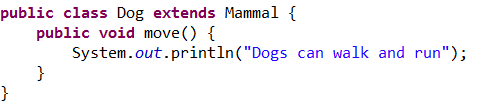 public class Dog extends Mammal {
    public void move() {
        System.out.println("Dogs can walk and run");
    }
}